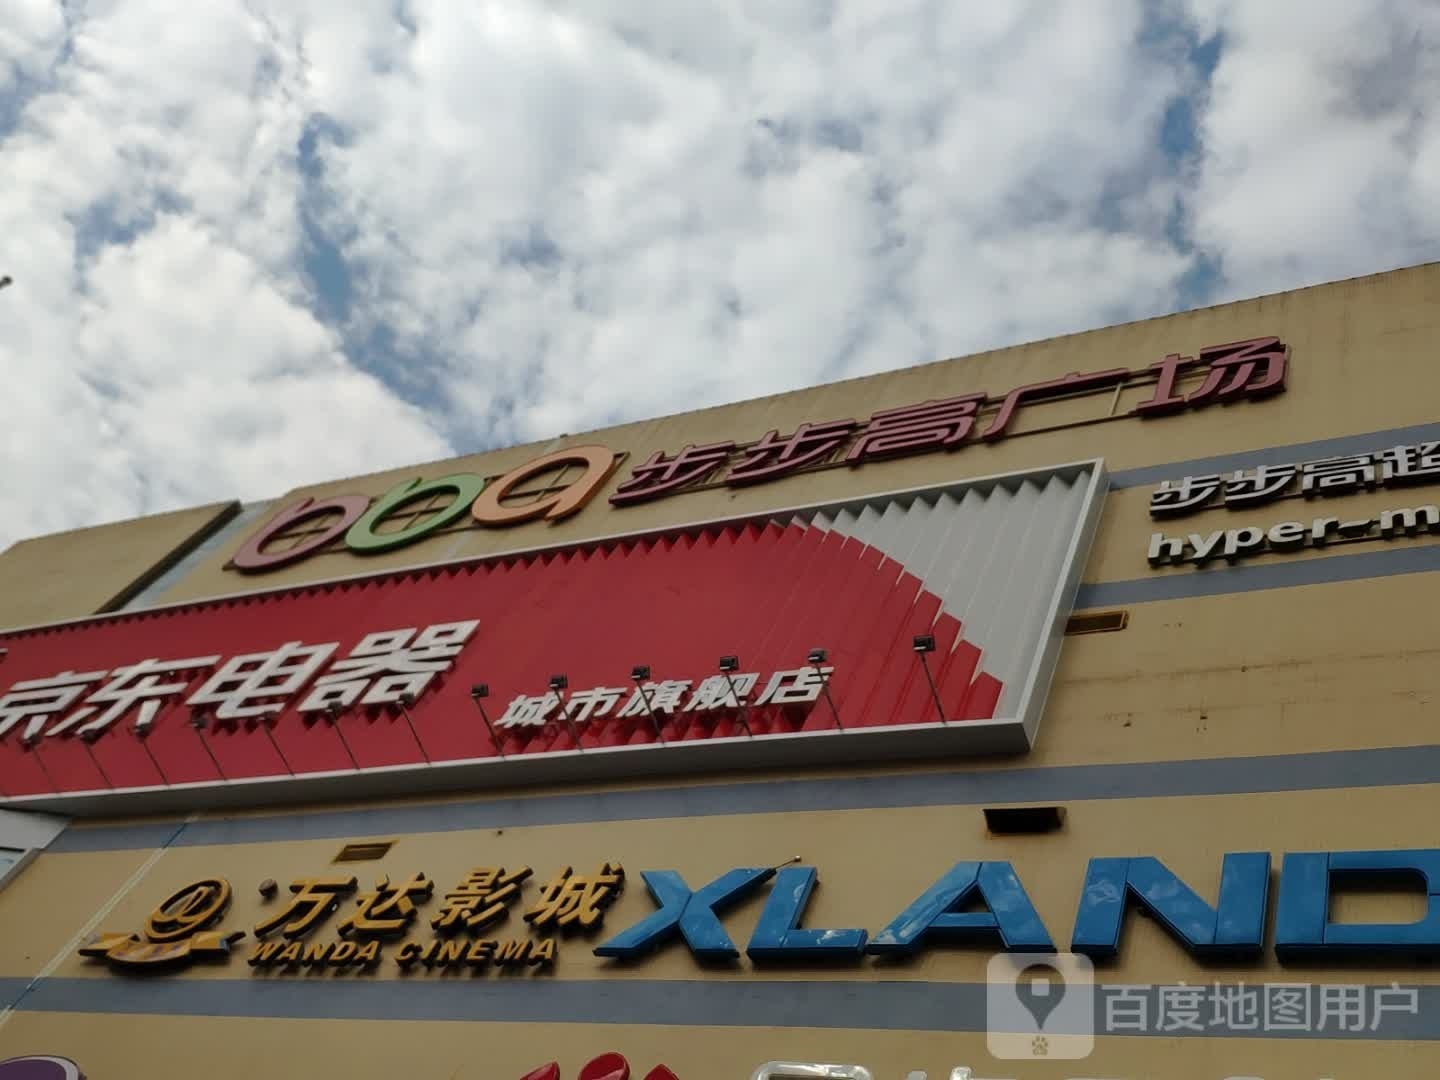 bba 步步高广场
步步高超
hyper-m
京东电器
城市旗舰店
万达影城
WANDA CINEMA
XLAND
百度地图用户